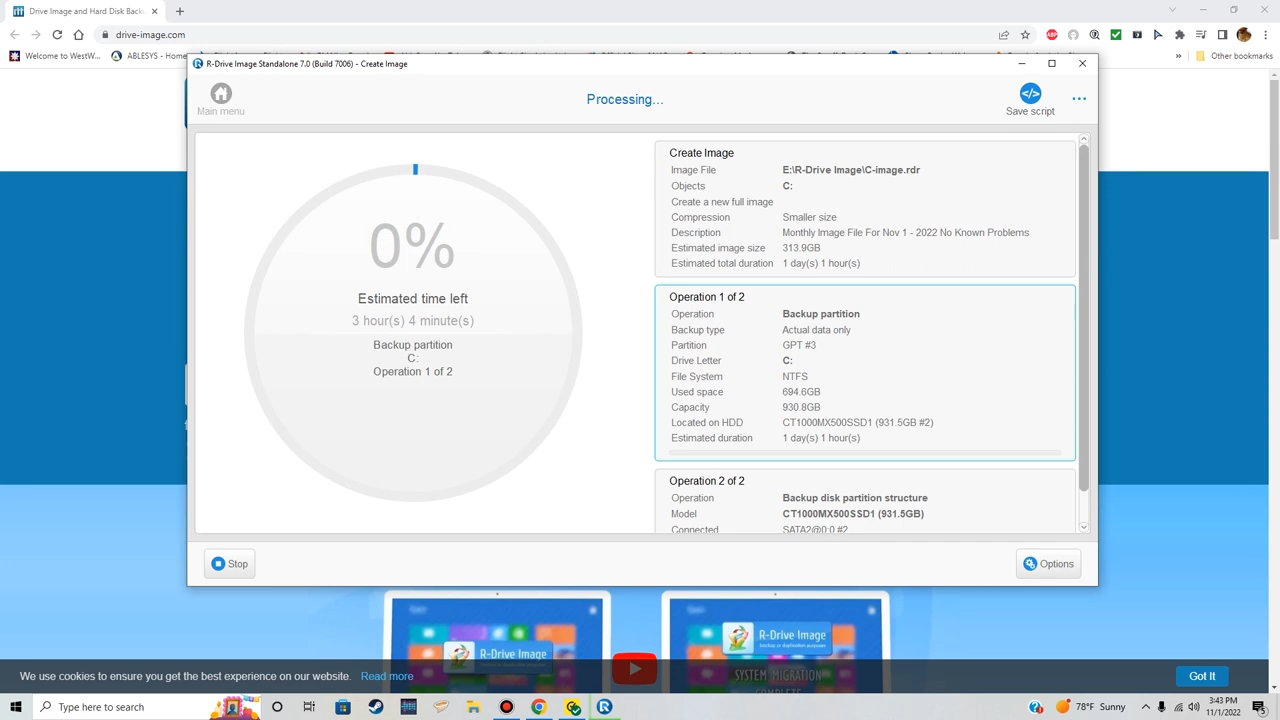 Drive Image and Hard Disk Back
drive-image.com
Welcome to WestW...
ABLESYS - Home
Other bookmarks
R-Drive Image Standalone 7.0 (Build 7006) - Create Image
Main menu
Processing...
Save script
0%
Estimated time left
3 hour(s) 4 minute(s)
Backup partition
C:
Operation 1 of 2
Create Image
Image File E:\R-Drive Image\C-image.rdr
Objects C:
Create a new full image
Compression Smaller size
Description Monthly Image File For Nov 1 - 2022 No Known Problems
Estimated image size 313.9GB
Estimated total duration 1 day(s) 1 hour(s)
Operation 1 of 2
Operation Backup partition
Backup type Actual data only
Partition GPT #3
Drive Letter C:
File System NTFS
Used space 694.6GB
Capacity 930.8GB
Located on HDD CT1000MX500SSD1 (931.5GB #2)
Estimated duration 1 day(s) 1 hour(s)
Operation 2 of 2
Operation Backup disk partition structure
Model CT1000MX500SSD1 (931.5GB)
Connected SATA2@0:0 #2
Stop
Options
R-Drive Image
R-Drive Image
SYSTEM MIGRATION
COMPLETE
We use cookies to ensure you get the best experience on our website. Read more
Got It
Type here to search
78°F Sunny
3:43 PM
11/1/2022